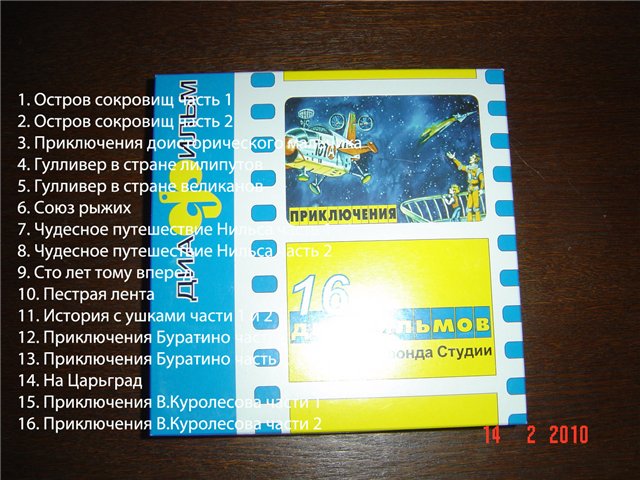 1. Остров сокровищ часть 1
2. Остров сокровищ часть 2
3. Приключения доисторического мальчика
4. Гулливер в стране лилипутов
5. Гулливер в стране великанов
6. Союз рыжих
7. Чудесное путешествие Нильса
8. Чудесное путешествие Нильса часть 2
9. Сто лет тому вперед
10. Пестрая лента
11. История с ушками части 1 и 2
12. Приключения Буратино часть
13. Приключения Буратино часть
14. На Царьград
15. Приключения В.Куролесова части 1
16. Приключения В.Куролесова части 2
ДИАФИЛЬМ
ПРИКЛЮЧЕНИЯ
16
диафильмов
фонда Студии
14 2 2010